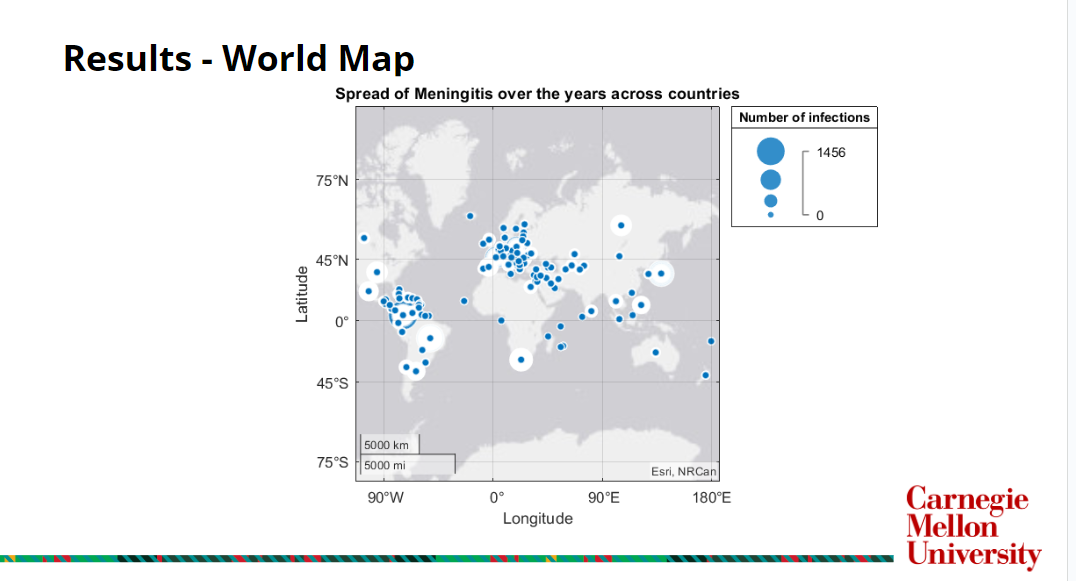 Results - World Map
Spread of Meningitis over the years across countries
Number of infections
1456
0
75°N
45°N
0°
45°S
75°S
Latitude
5000 km
5000 mi
Esri, NRCan
90°W
0°
90°E
180°E
Longitude
Carnegie
Mellon
University